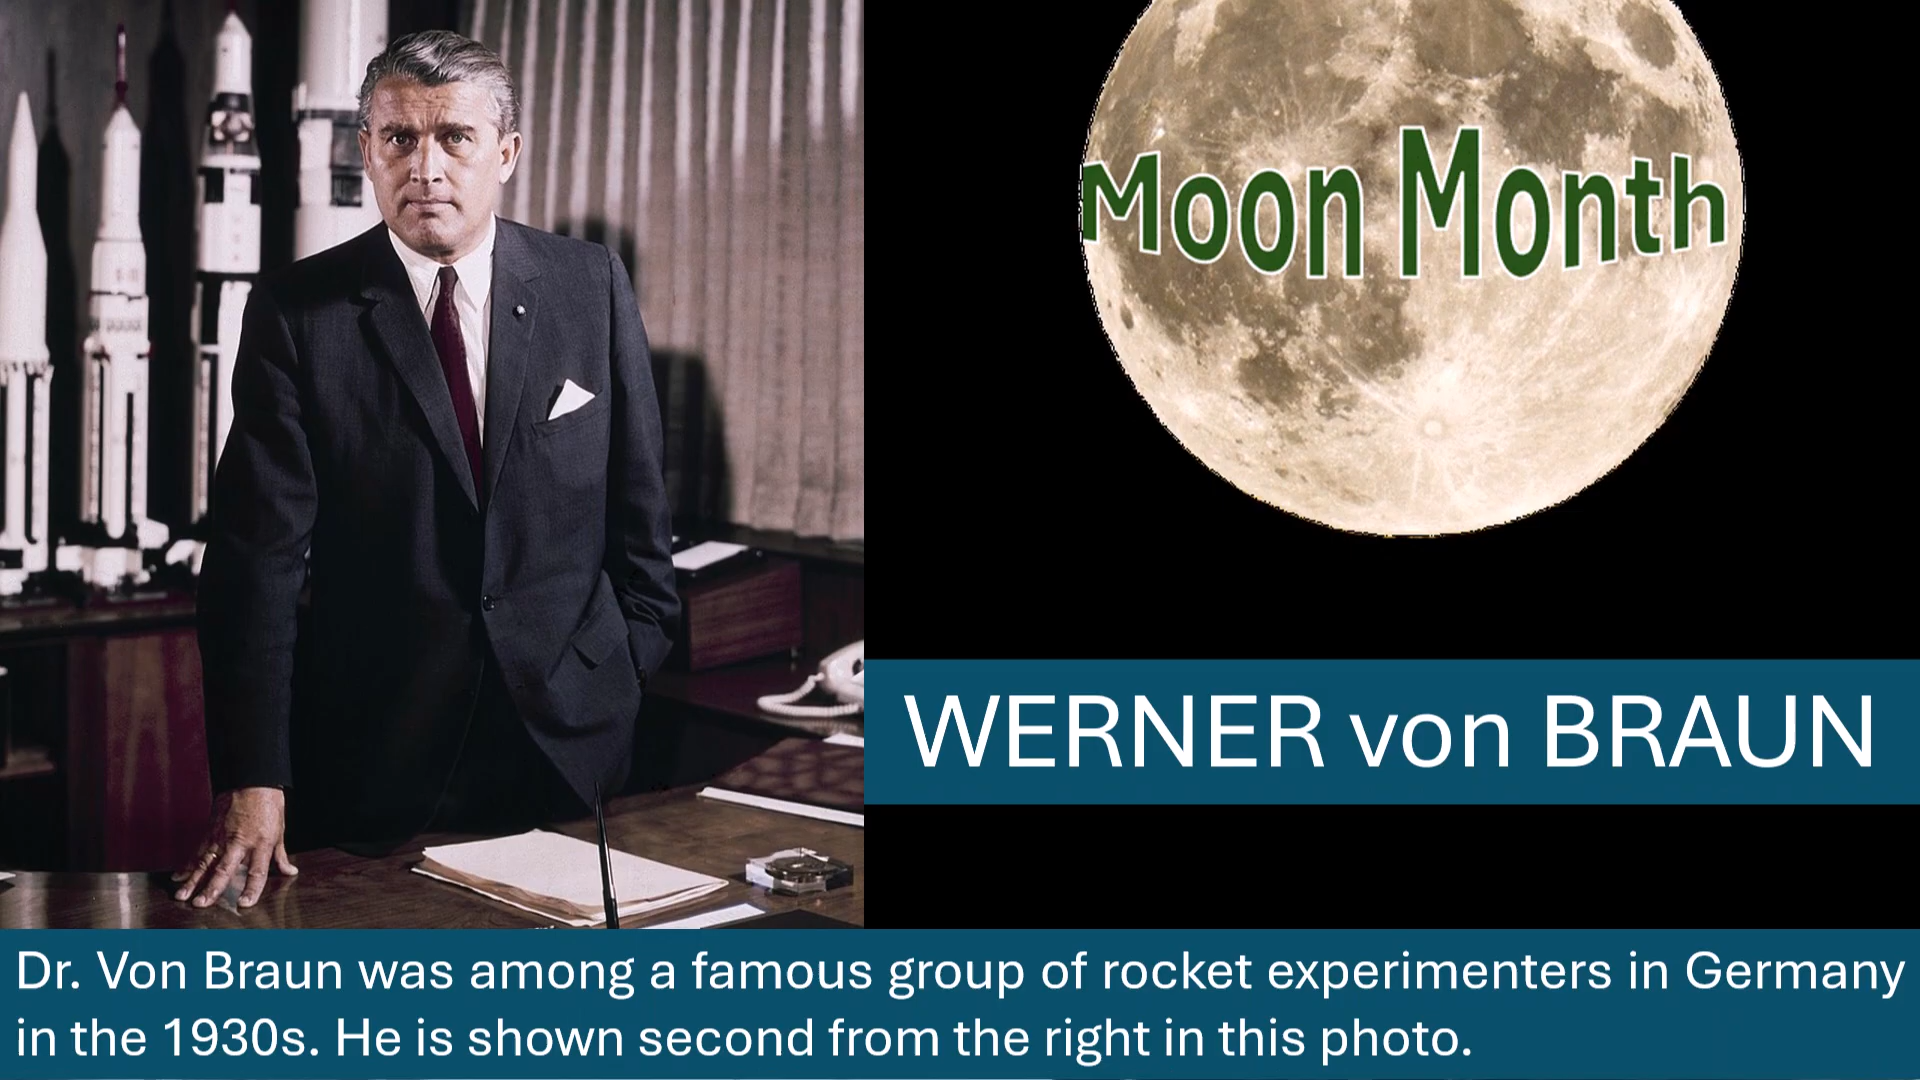 Moon Month
WERNER von BRAUN
Dr. Von Braun was among a famous group of rocket experimenters in Germany
in the 1930s. He is shown second from the right in this photo.